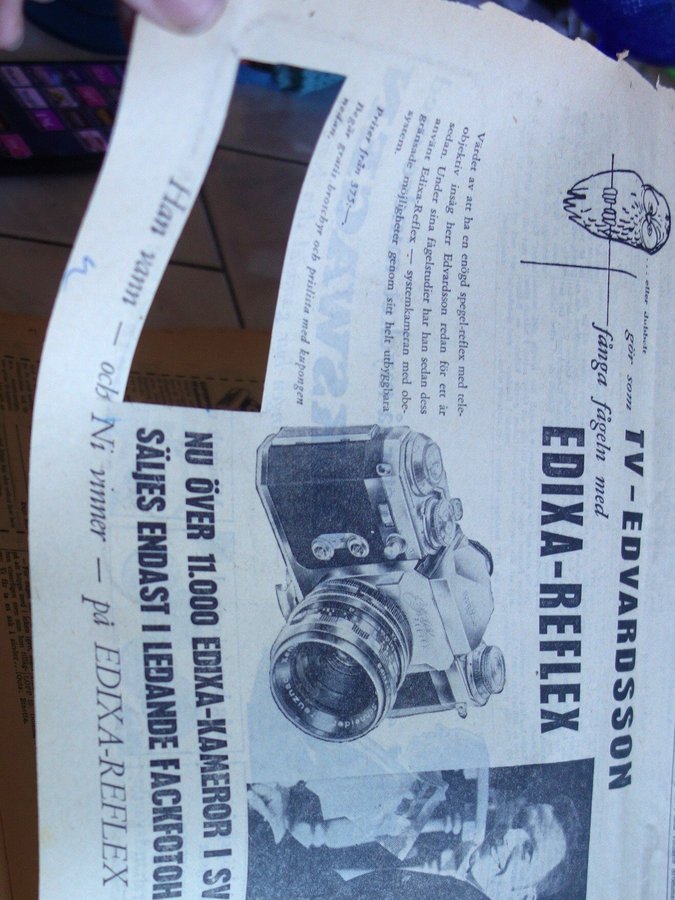 ... eller dubbelt
gör som TV-EDVARDSSON
fånga fågeln med
EDIXA-REFLEX
Värdet av att ha en enögd spegel-reflex med tele-
objektiv insåg herr Edvardsson redan för ett år
sedan. Under sina fågelstudier har han sedan dess
använt Edixa-Reflex — systemkameran med obe-
gränsade möjligheter genom sitt helt utbyggbara
system.
Priser från 335:—
Begär gratis broschyr och prislista med kupongen
nedan.
NU ÖVER 11.000 EDIXA-KAMEROR I SV
SÄLJES ENDAST I LEDANDE FACKFOTOH
Han vann — och Ni vinner — på EDIXA-REFLEX